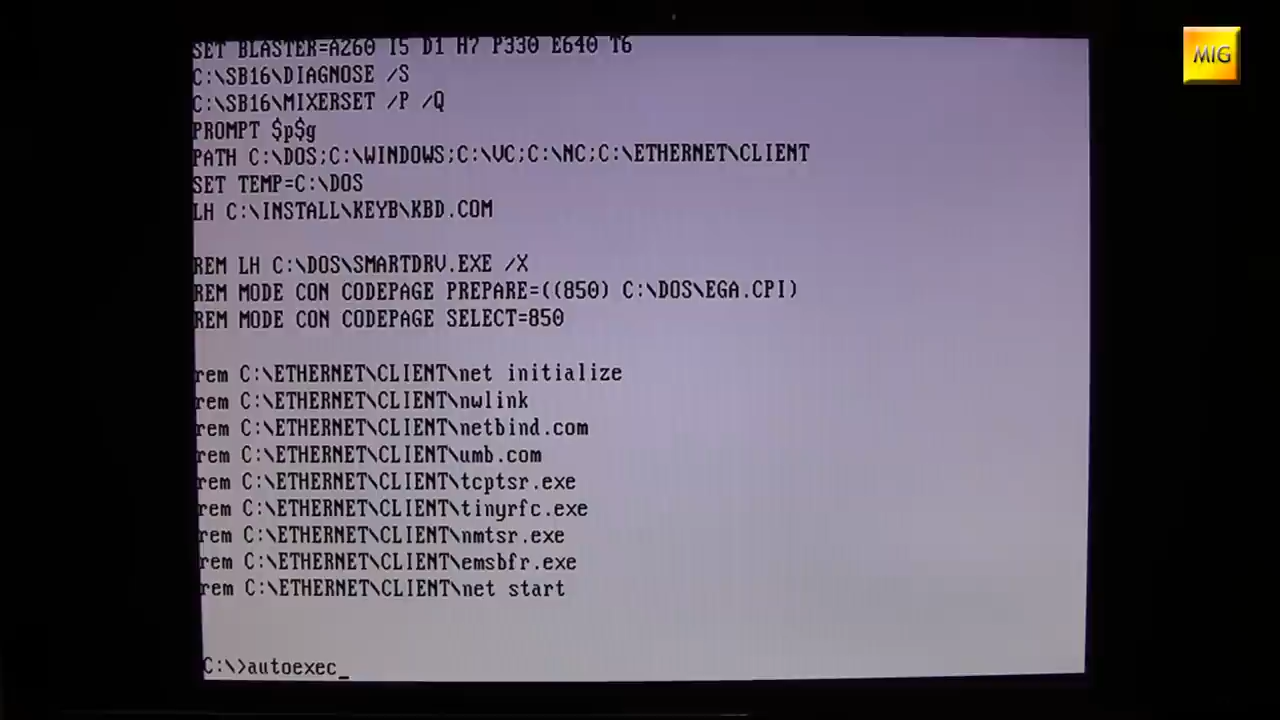 MIG
SET BLASTER=A260 I5 D1 H7 P330 E640 T6
C:\SB16\DIAGNOSE /S
C:\SB16\MIXERSET /P /Q
PROMPT $p$g
PATH C:\DOS;C:\WINDOWS;C:\VC;C:\NC;C:\ETHERNET\CLIENT
SET TEMP=C:\DOS
LH C:\INSTALL\KEYB\KBD.COM
REM LH C:\DOS\SMARTDRV.EXE /X
REM MODE CON CODEPAGE PREPARE=((850) C:\DOS\EGA.CPI)
REM MODE CON CODEPAGE SELECT=850
rem C:\ETHERNET\CLIENT\net initialize
rem C:\ETHERNET\CLIENT\nwlink
rem C:\ETHERNET\CLIENT\netbind.com
rem C:\ETHERNET\CLIENT\umb.com
rem C:\ETHERNET\CLIENT\tcptsr.exe
rem C:\ETHERNET\CLIENT\tinyrfc.exe
rem C:\ETHERNET\CLIENT\nmtsr.exe
rem C:\ETHERNET\CLIENT\emsbfr.exe
rem C:\ETHERNET\CLIENT\net start
C:\>autoexec_